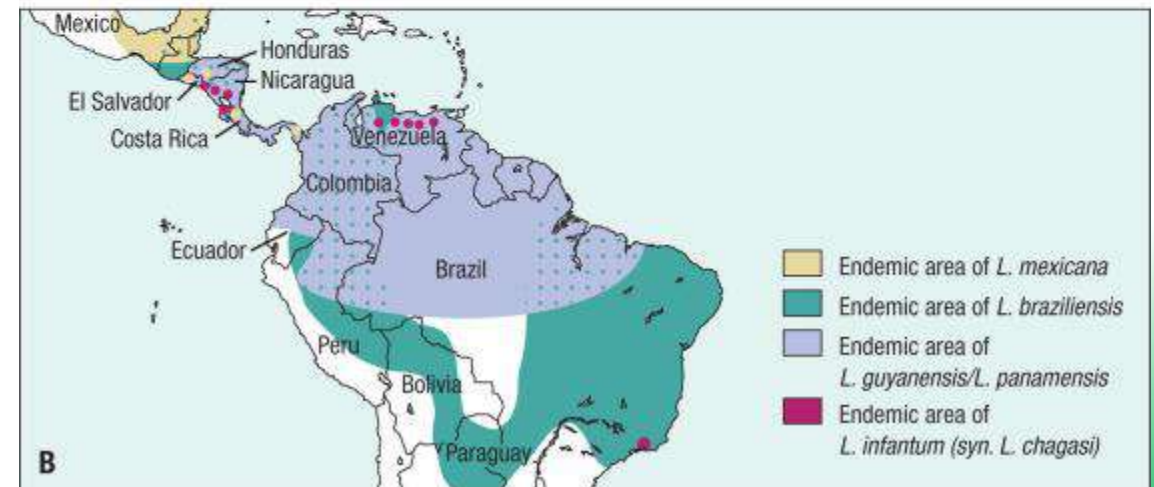 Mexico
Honduras
Nicaragua
El Salvador
Costa Rica
Venezuela
Colombia
Ecuador
Brazil
Peru
Bolivia
Paraguay
Endemic area of L. mexicana
Endemic area of L. braziliensis
Endemic area of
L. guyanensis/L. panamensis
Endemic area of
L. infantum (syn. L. chagasi)
B